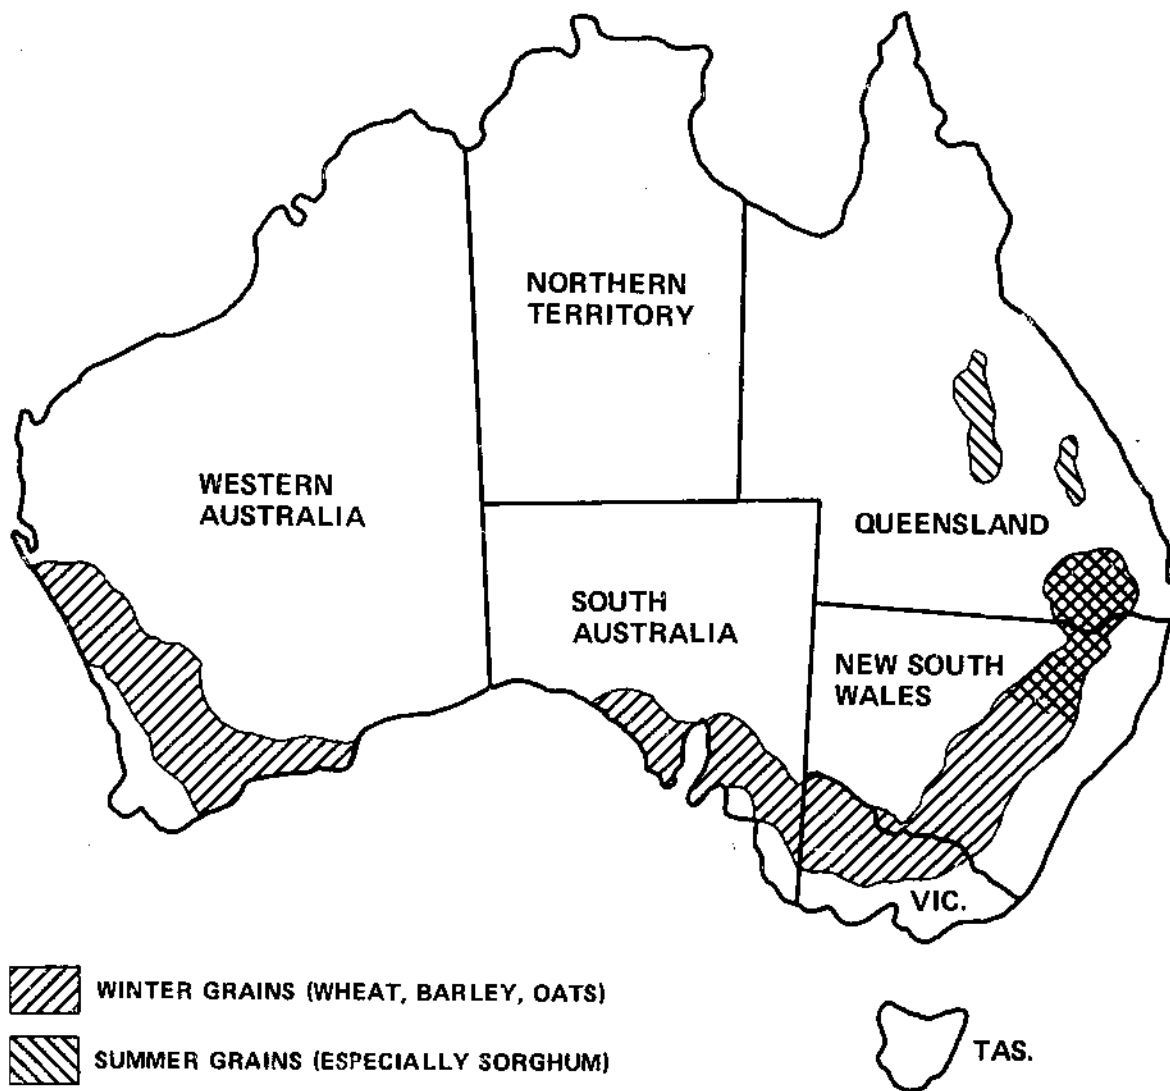 NORTHERN
TERRITORY
WESTERN
AUSTRALIA
QUEENSLAND
SOUTH
AUSTRALIA
NEW SOUTH
WALES
VIC.
WINTER GRAINS (WHEAT, BARLEY, OATS)
TAS.
SUMMER GRAINS (ESPECIALLY SORGHUM)